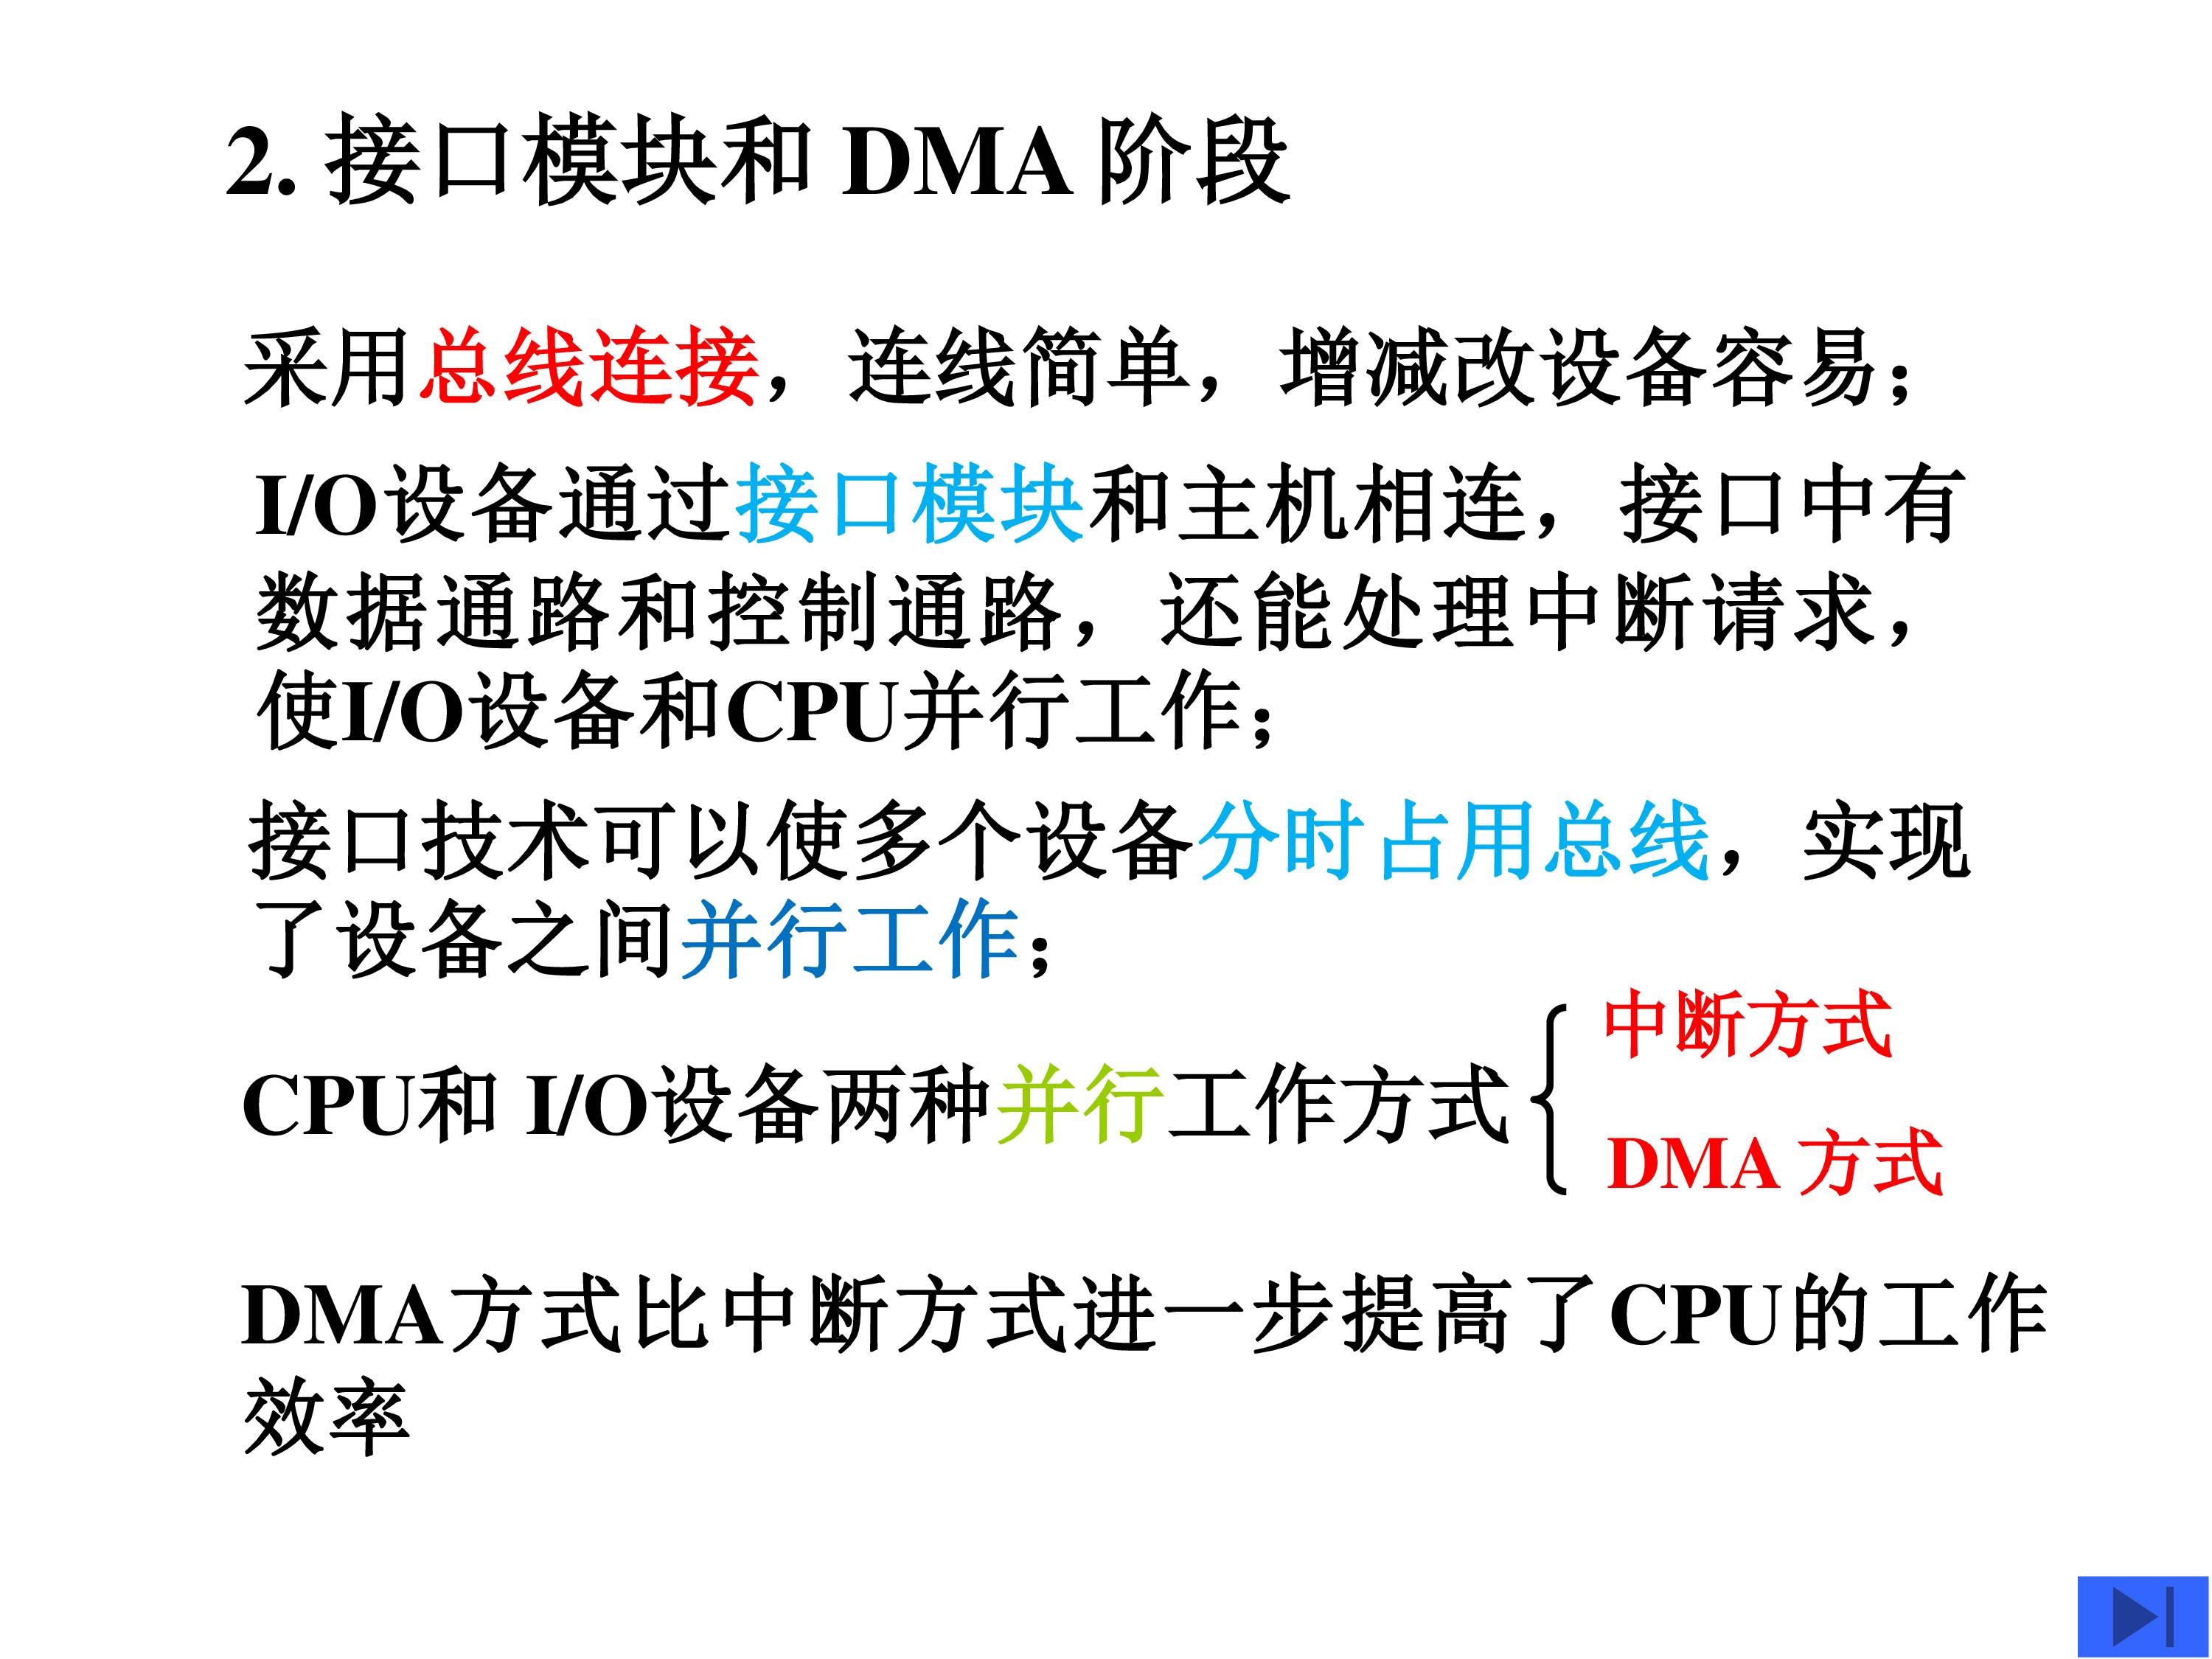 2. 接口模块和 DMA 阶段
采用总线连接，连线简单，增减改设备容易；
I/O设备通过接口模块和主机相连，接口中有
数据通路和控制通路，还能处理中断请求，
使I/O设备和CPU并行工作；
接口技术可以使多个设备分时占用总线，实现
了设备之间并行工作；
中断方式
CPU和 I/O设备两种并行工作方式
DMA 方式
DMA方式比中断方式进一步提高了CPU的工作
效率